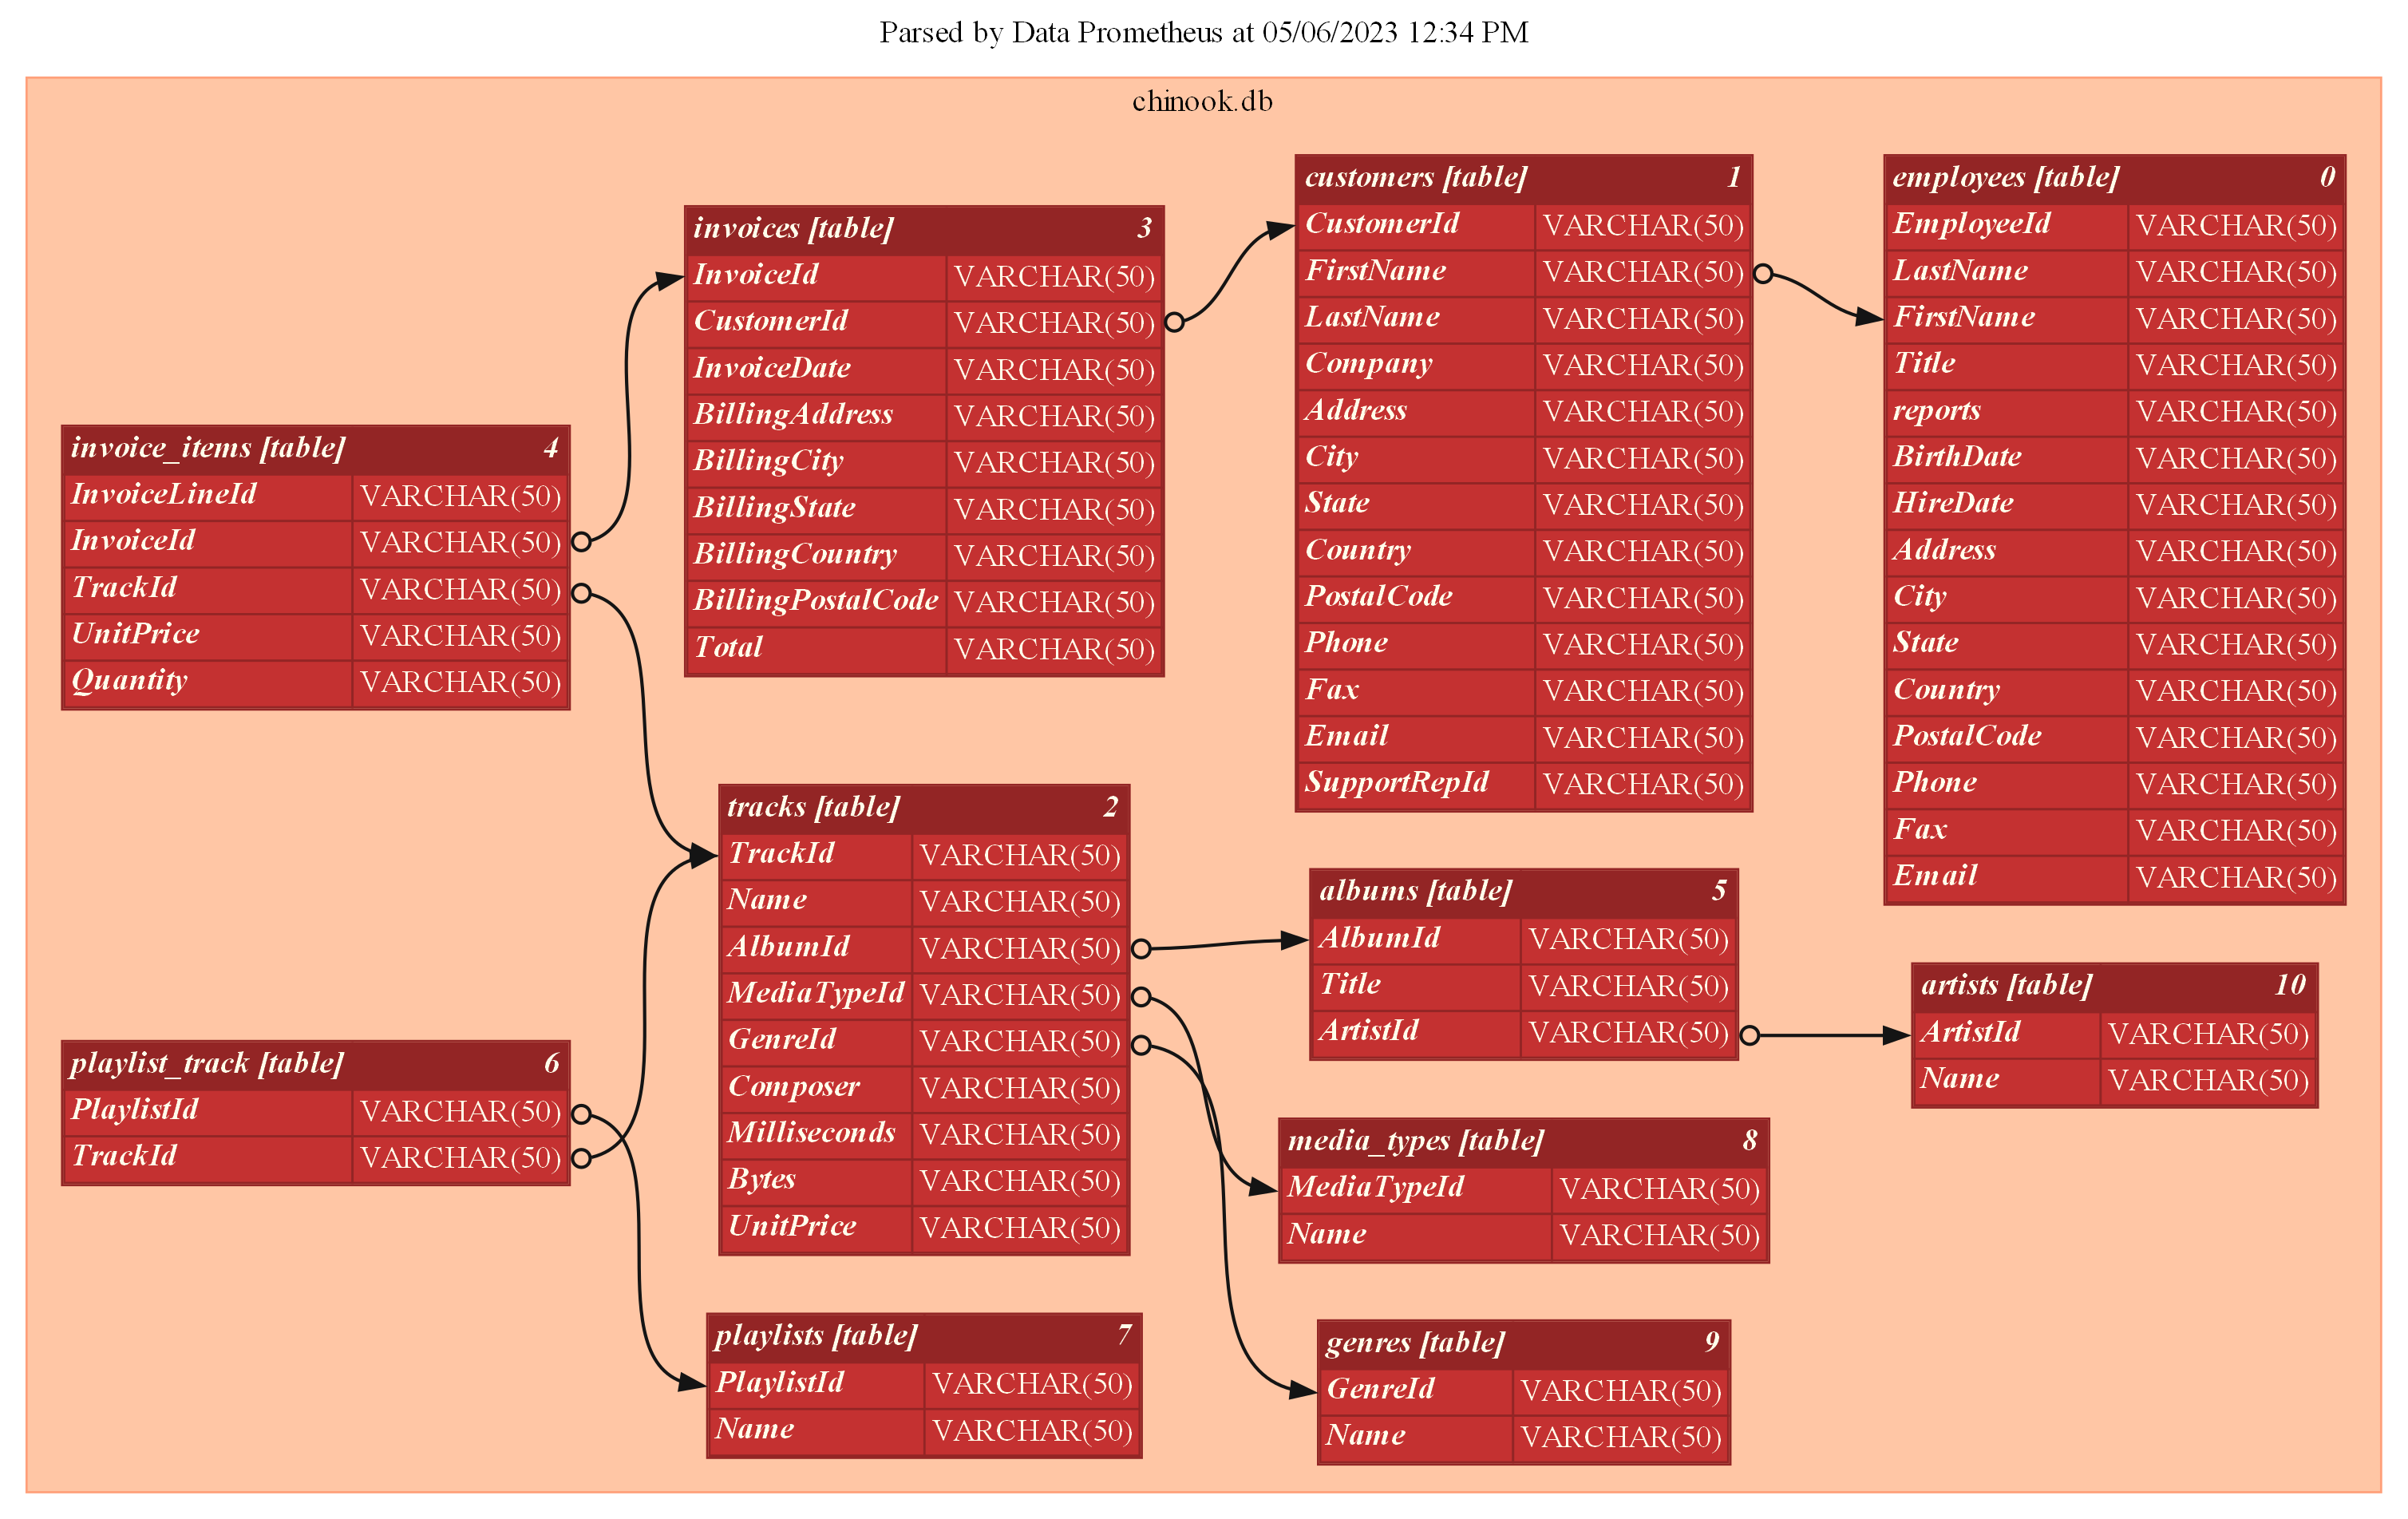 Parsed by Data Prometheus at 05/06/2023 12:34 PM
chinook.db
invoice_items [table] 4
InvoiceLineId VARCHAR(50)
InvoiceId VARCHAR(50)
TrackId VARCHAR(50)
UnitPrice VARCHAR(50)
Quantity VARCHAR(50)
playlist_track [table] 6
PlaylistId VARCHAR(50)
TrackId VARCHAR(50)
invoices [table] 3
InvoiceId VARCHAR(50)
CustomerId VARCHAR(50)
InvoiceDate VARCHAR(50)
BillingAddress VARCHAR(50)
BillingCity VARCHAR(50)
BillingState VARCHAR(50)
BillingCountry VARCHAR(50)
BillingPostalCode VARCHAR(50)
Total VARCHAR(50)
tracks [table] 2
TrackId VARCHAR(50)
Name VARCHAR(50)
AlbumId VARCHAR(50)
MediaTypeId VARCHAR(50)
GenreId VARCHAR(50)
Composer VARCHAR(50)
Milliseconds VARCHAR(50)
Bytes VARCHAR(50)
UnitPrice VARCHAR(50)
playlists [table] 7
PlaylistId VARCHAR(50)
Name VARCHAR(50)
customers [table] 1
CustomerId VARCHAR(50)
FirstName VARCHAR(50)
LastName VARCHAR(50)
Company VARCHAR(50)
Address VARCHAR(50)
City VARCHAR(50)
State VARCHAR(50)
Country VARCHAR(50)
PostalCode VARCHAR(50)
Phone VARCHAR(50)
Fax VARCHAR(50)
Email VARCHAR(50)
SupportRepId VARCHAR(50)
albums [table] 5
AlbumId VARCHAR(50)
Title VARCHAR(50)
ArtistId VARCHAR(50)
media_types [table] 8
MediaTypeId VARCHAR(50)
Name VARCHAR(50)
genres [table] 9
GenreId VARCHAR(50)
Name VARCHAR(50)
employees [table] 0
EmployeeId VARCHAR(50)
LastName VARCHAR(50)
FirstName VARCHAR(50)
Title VARCHAR(50)
reports VARCHAR(50)
BirthDate VARCHAR(50)
HireDate VARCHAR(50)
Address VARCHAR(50)
City VARCHAR(50)
State VARCHAR(50)
Country VARCHAR(50)
PostalCode VARCHAR(50)
Phone VARCHAR(50)
Fax VARCHAR(50)
Email VARCHAR(50)
artists [table] 10
ArtistId VARCHAR(50)
Name VARCHAR(50)